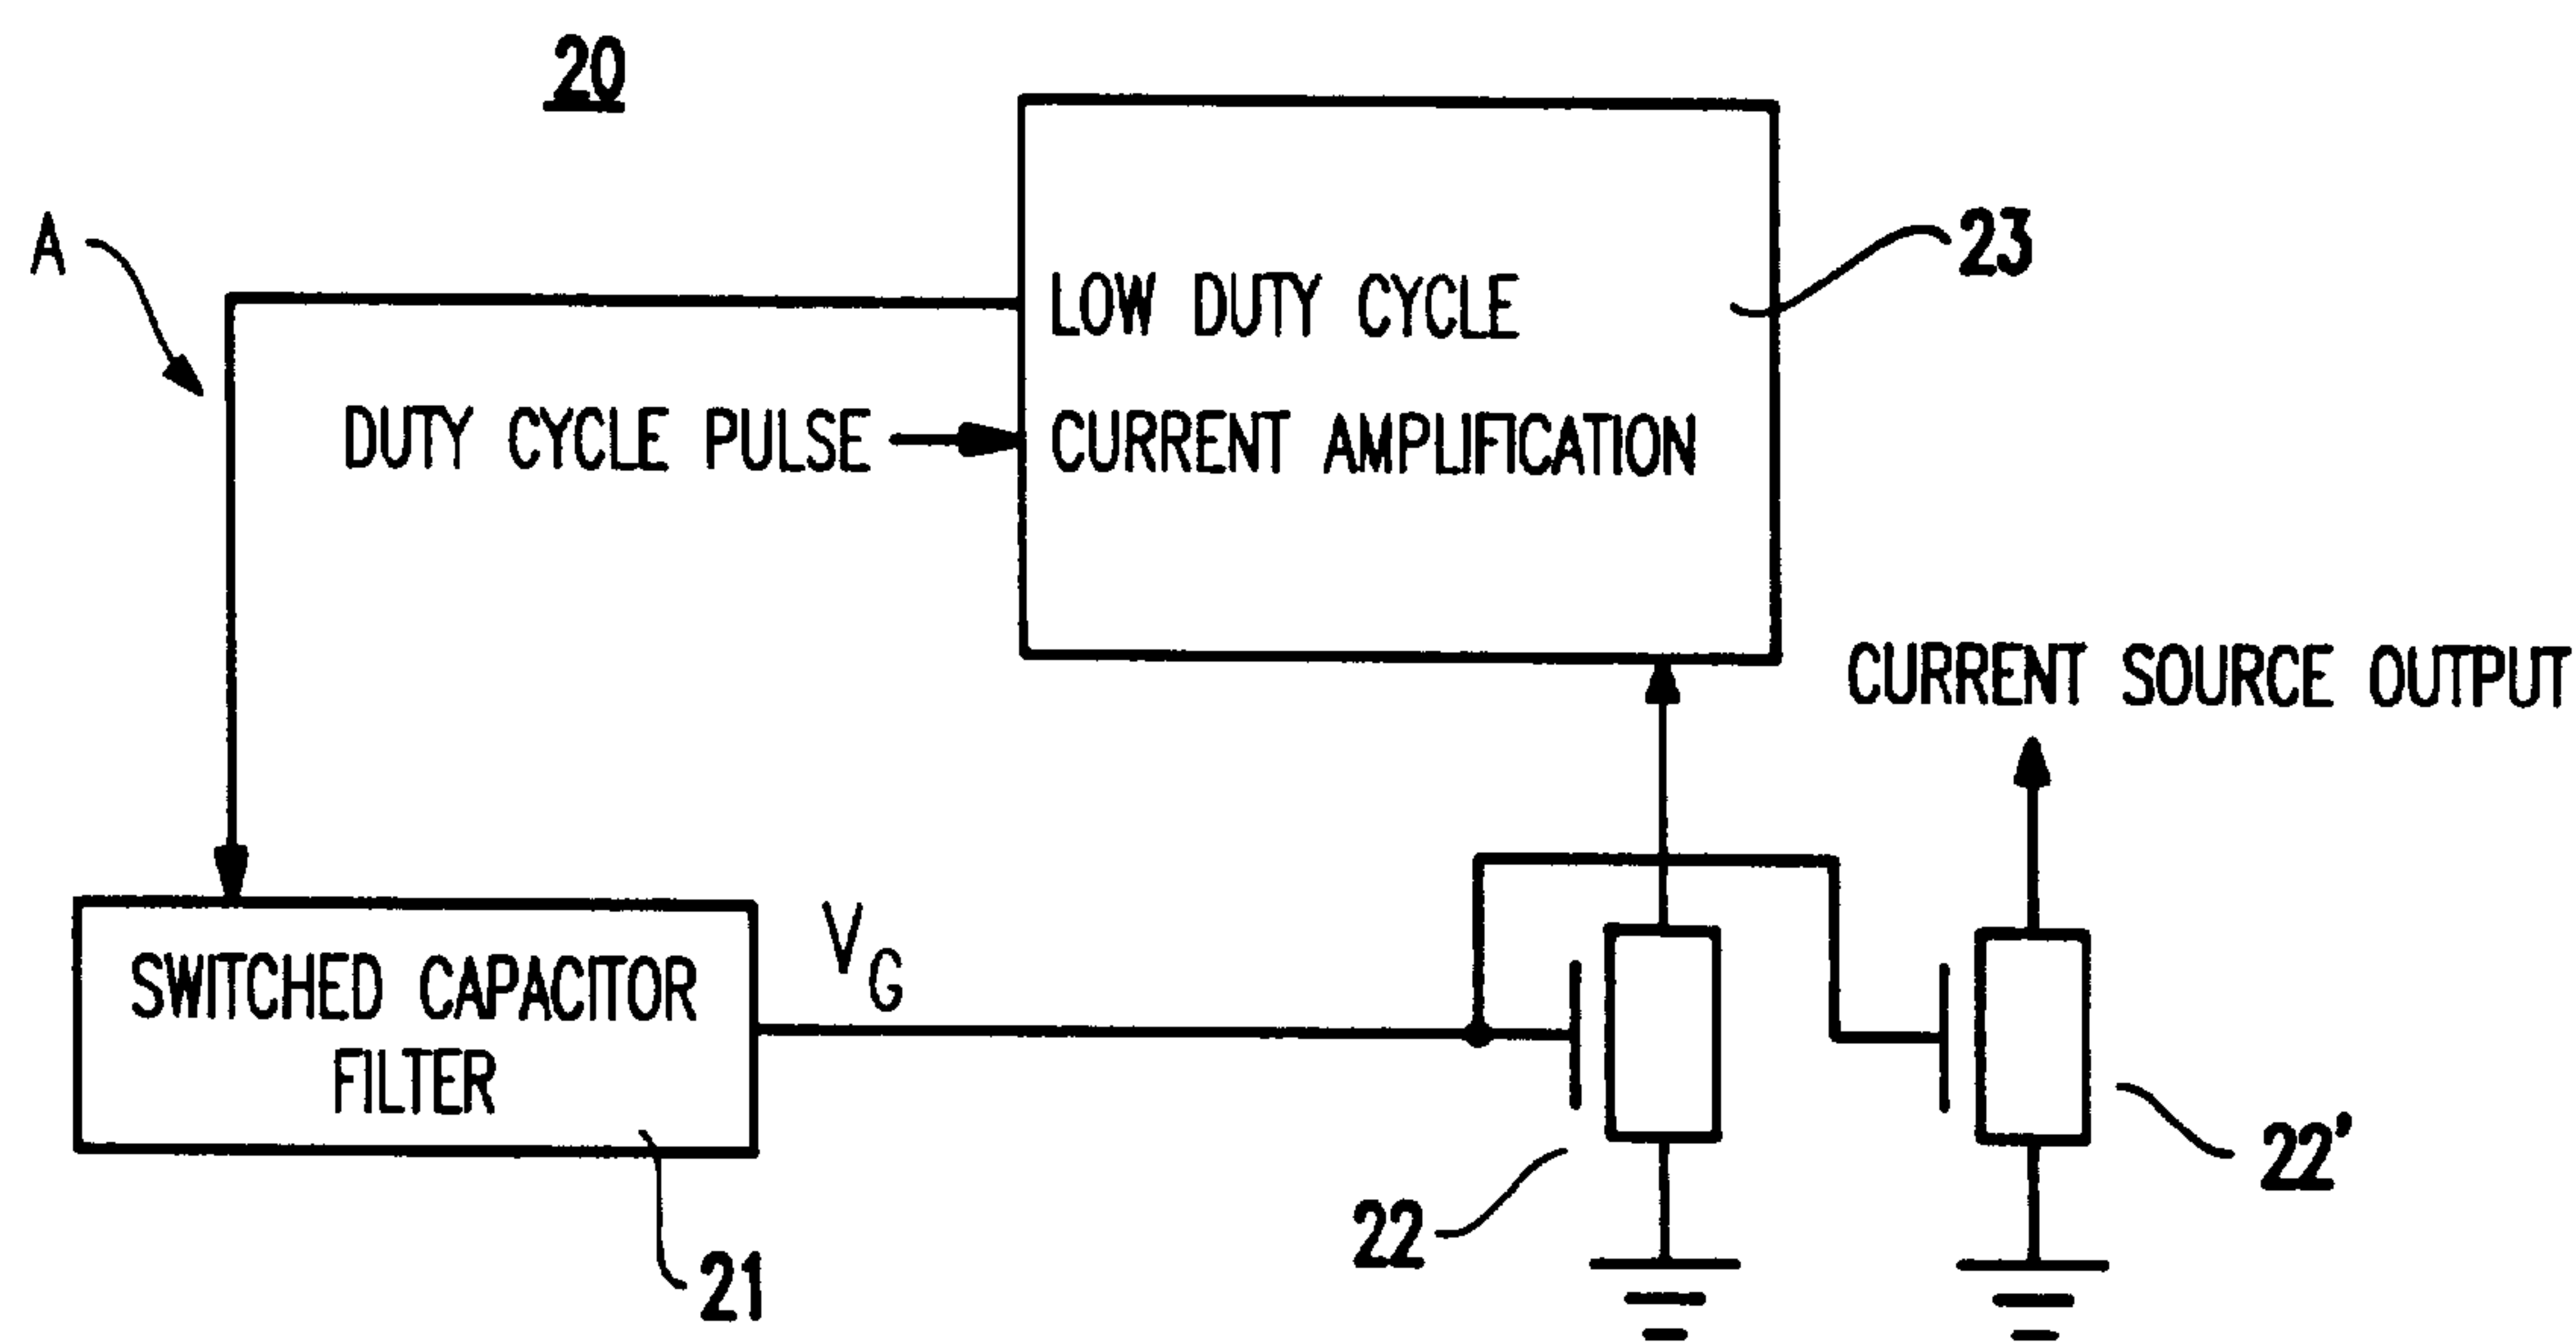 20
A
23
LOW DUTY CYCLE
DUTY CYCLE PULSE
CURRENT AMPLIFICATION
CURRENT SOURCE OUTPUT
VG
SWITCHED CAPACITOR
FILTER
22'
22
21